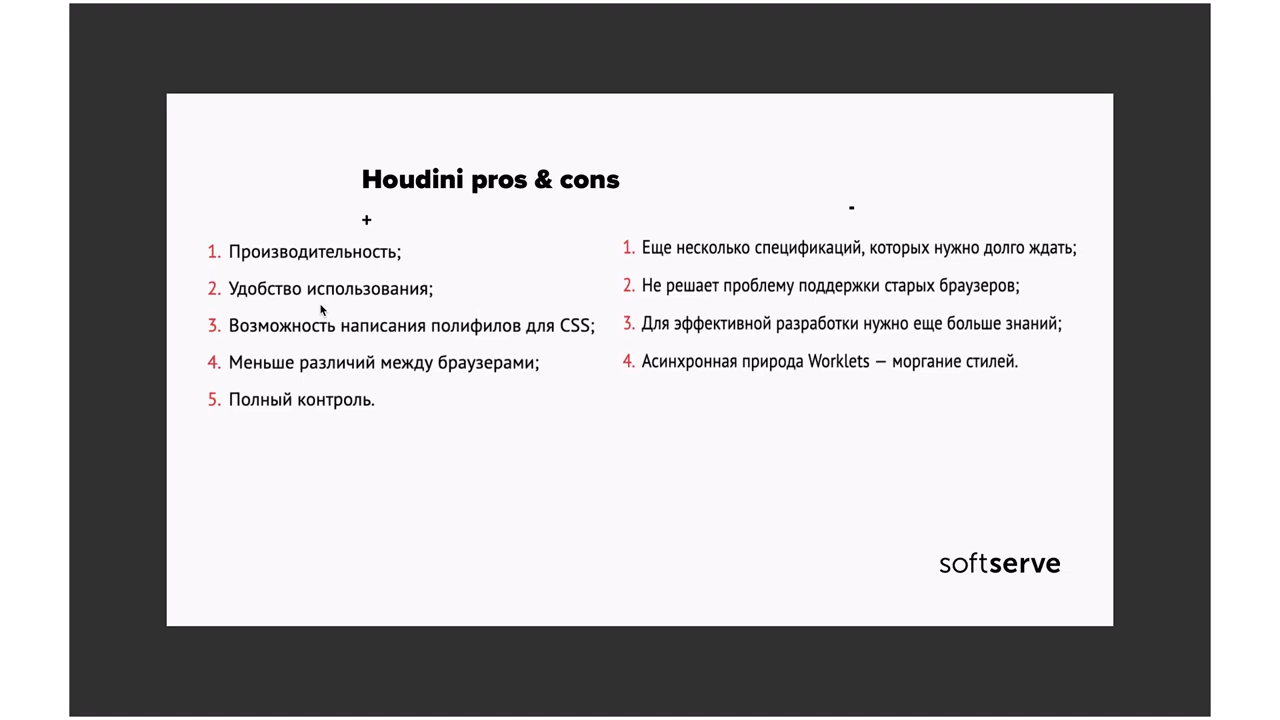 Houdini pros & cons
+
1. Производительность;
2. Удобство использования;
3. Возможность написания полифилов для CSS;
4. Меньше различий между браузерами;
5. Полный контроль.
-
1. Еще несколько спецификаций, которых нужно долго ждать;
2. Не решает проблему поддержки старых браузеров;
3. Для эффективной разработки нужно еще больше знаний;
4. Асинхронная природа Worklets — моргание стилей.
softserve